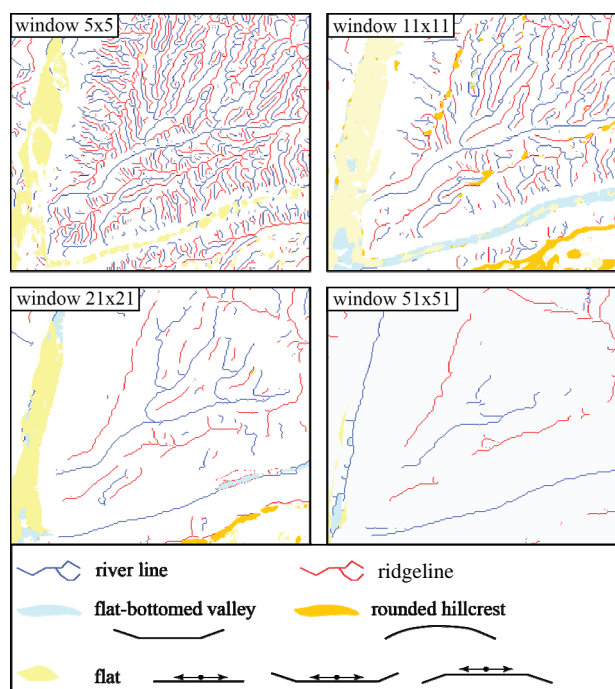 window 5x5
window 11x11
window 21x21
window 51x51
river line
ridgeline
flat-bottomed valley
rounded hillcrest
flat